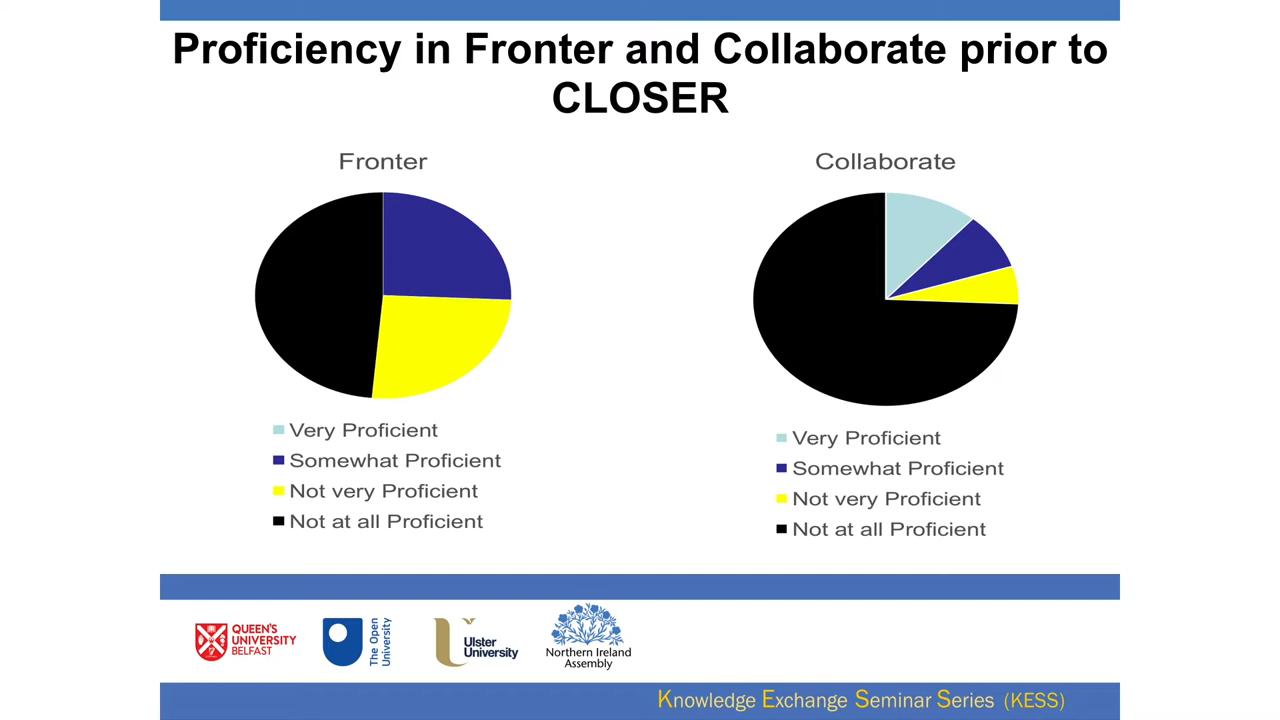 Proficiency in Fronter and Collaborate prior to
CLOSER
Fronter
Very Proficient
Somewhat Proficient
Not very Proficient
Not at all Proficient
Collaborate
Very Proficient
Somewhat Proficient
Not very Proficient
Not at all Proficient
QUEEN'S
UNIVERSITY
BELFAST
The Open
University
Ulster
University
Northern Ireland
Assembly
Knowledge Exchange Seminar Series (KESS)